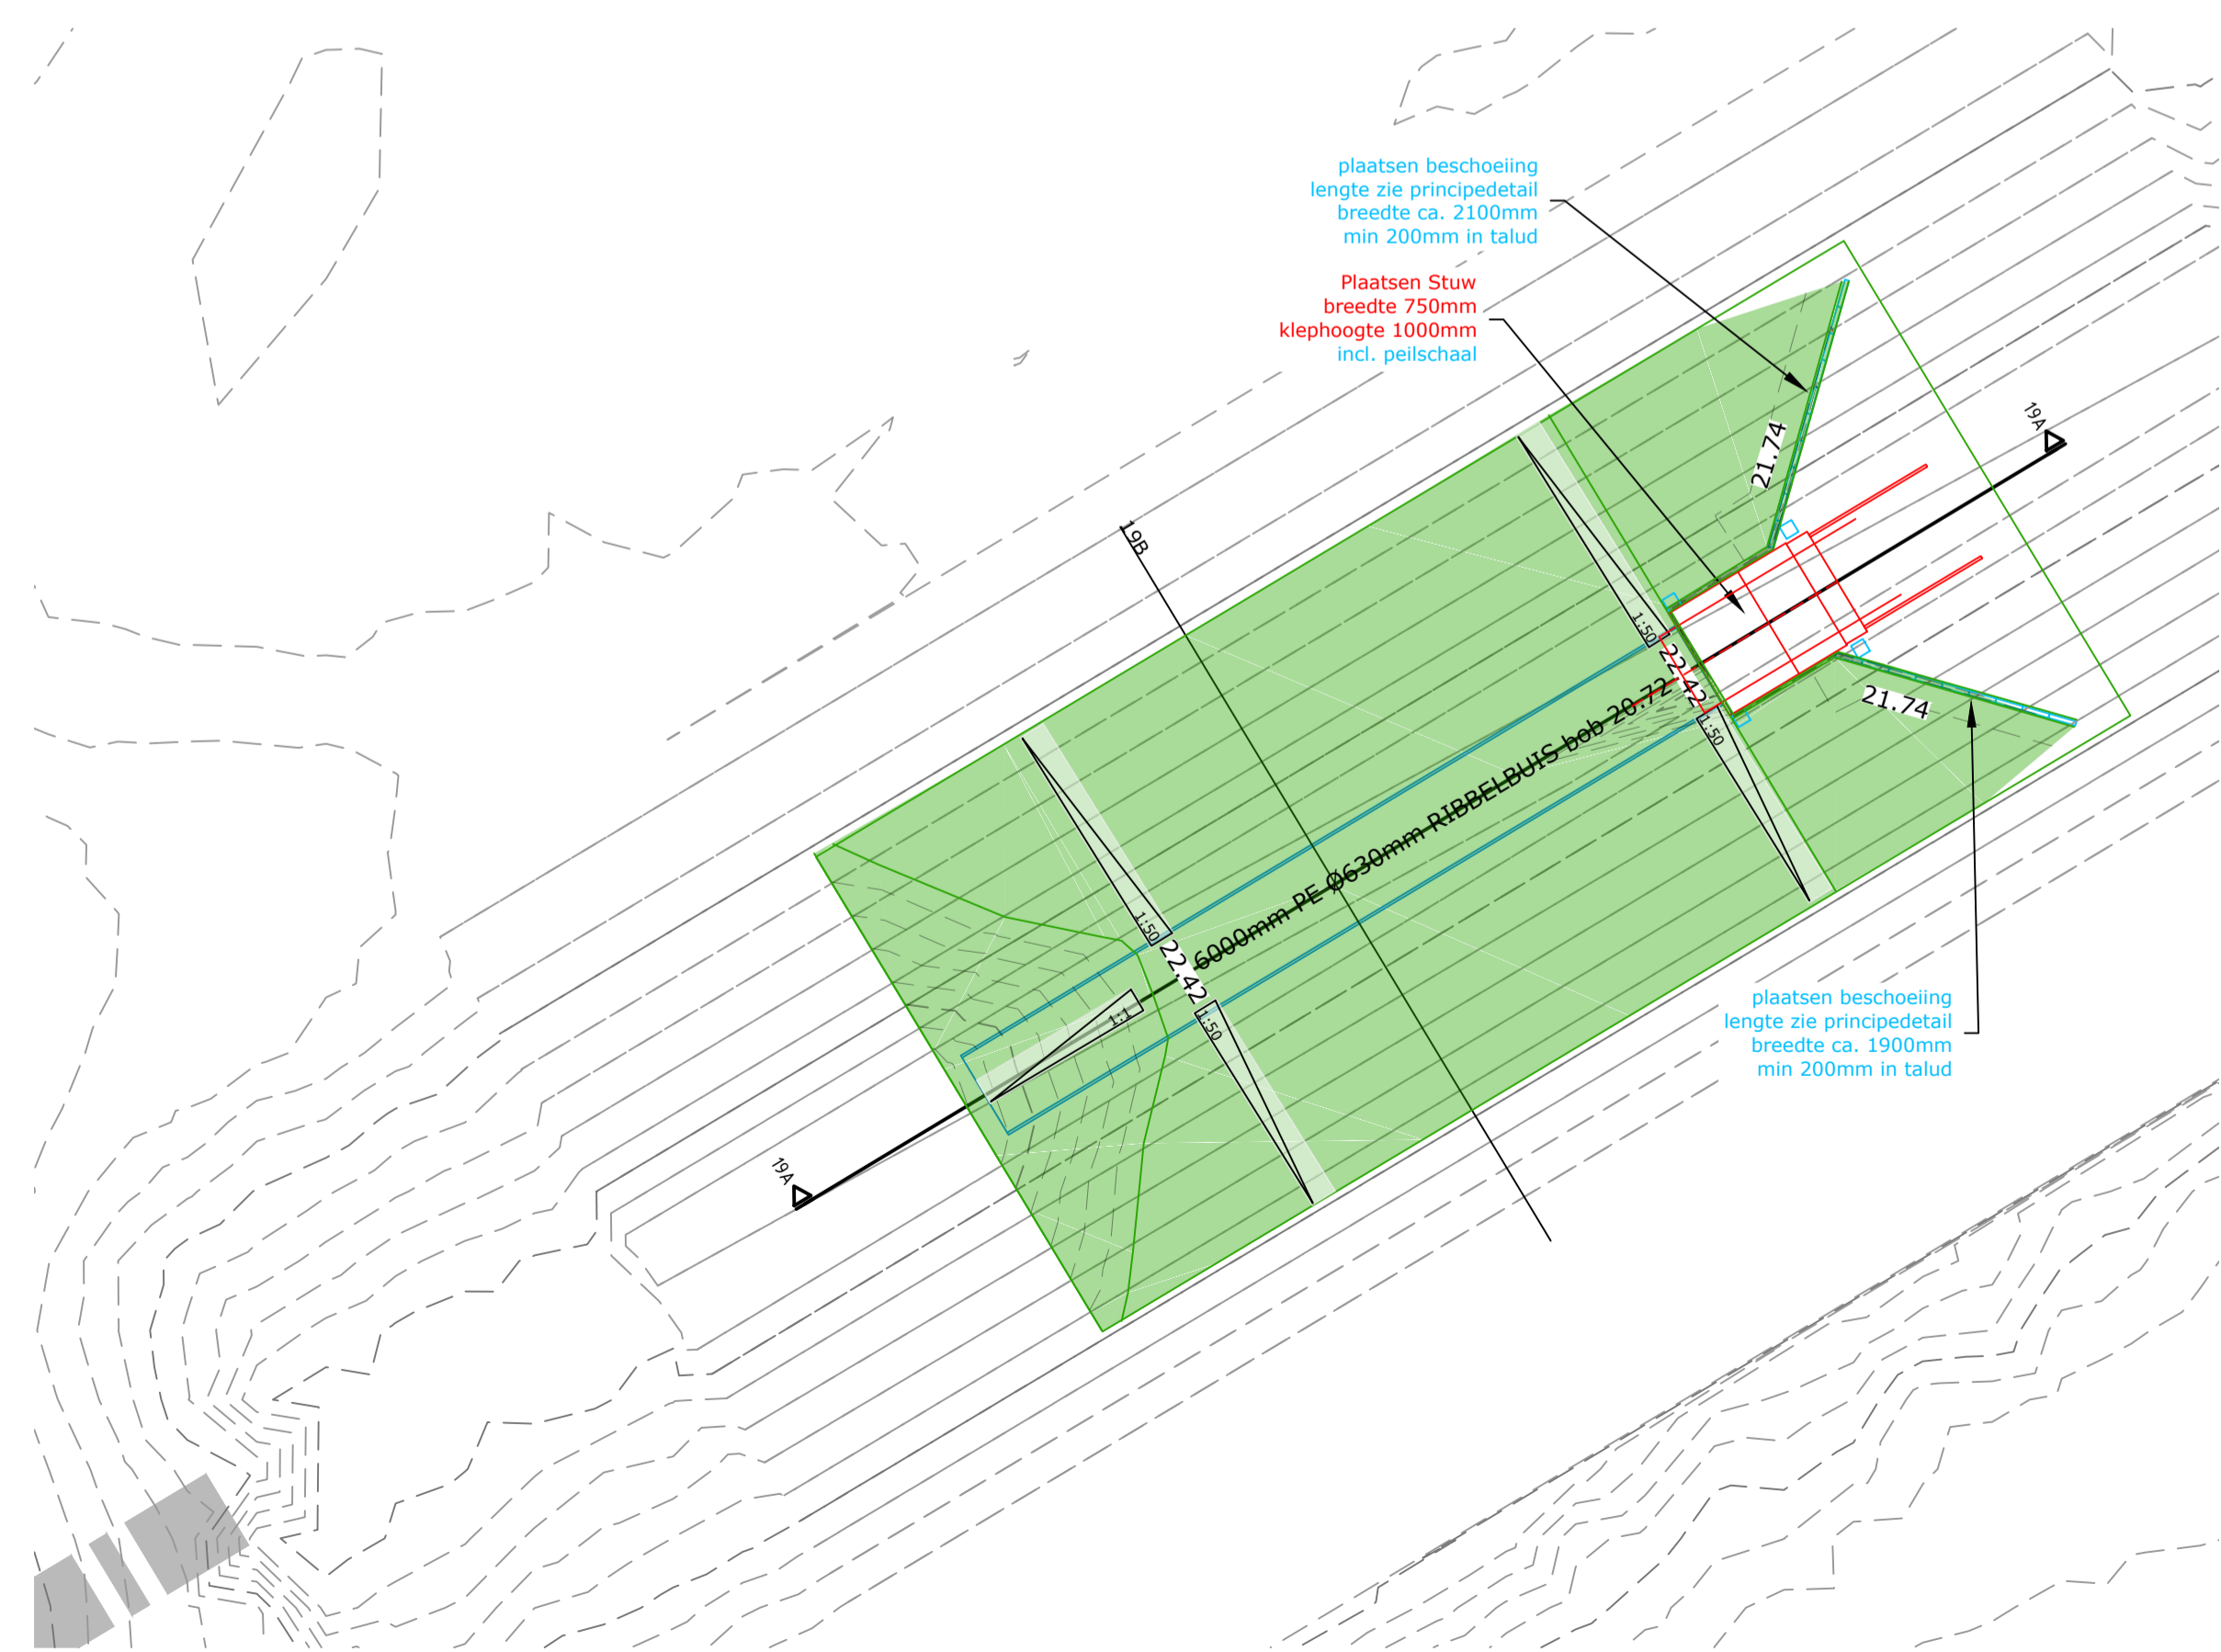 plaatsen beschoeiing
lengte zie principedetail
breedte ca. 2100mm
min 200mm in talud
Plaatsen Stuw
breedte 750mm
klephoogte 1000mm
incl. peilschaal
19A
21.74
19B
1:50
22.42
21.74
1:50
6000mm PE Ø630mm RIBBELBUIS bob 20.72
1:50
22.42
1:50
1:1
plaatsen beschoeiing
lengte zie principedetail
breedte ca. 1900mm
min 200mm in talud
19A